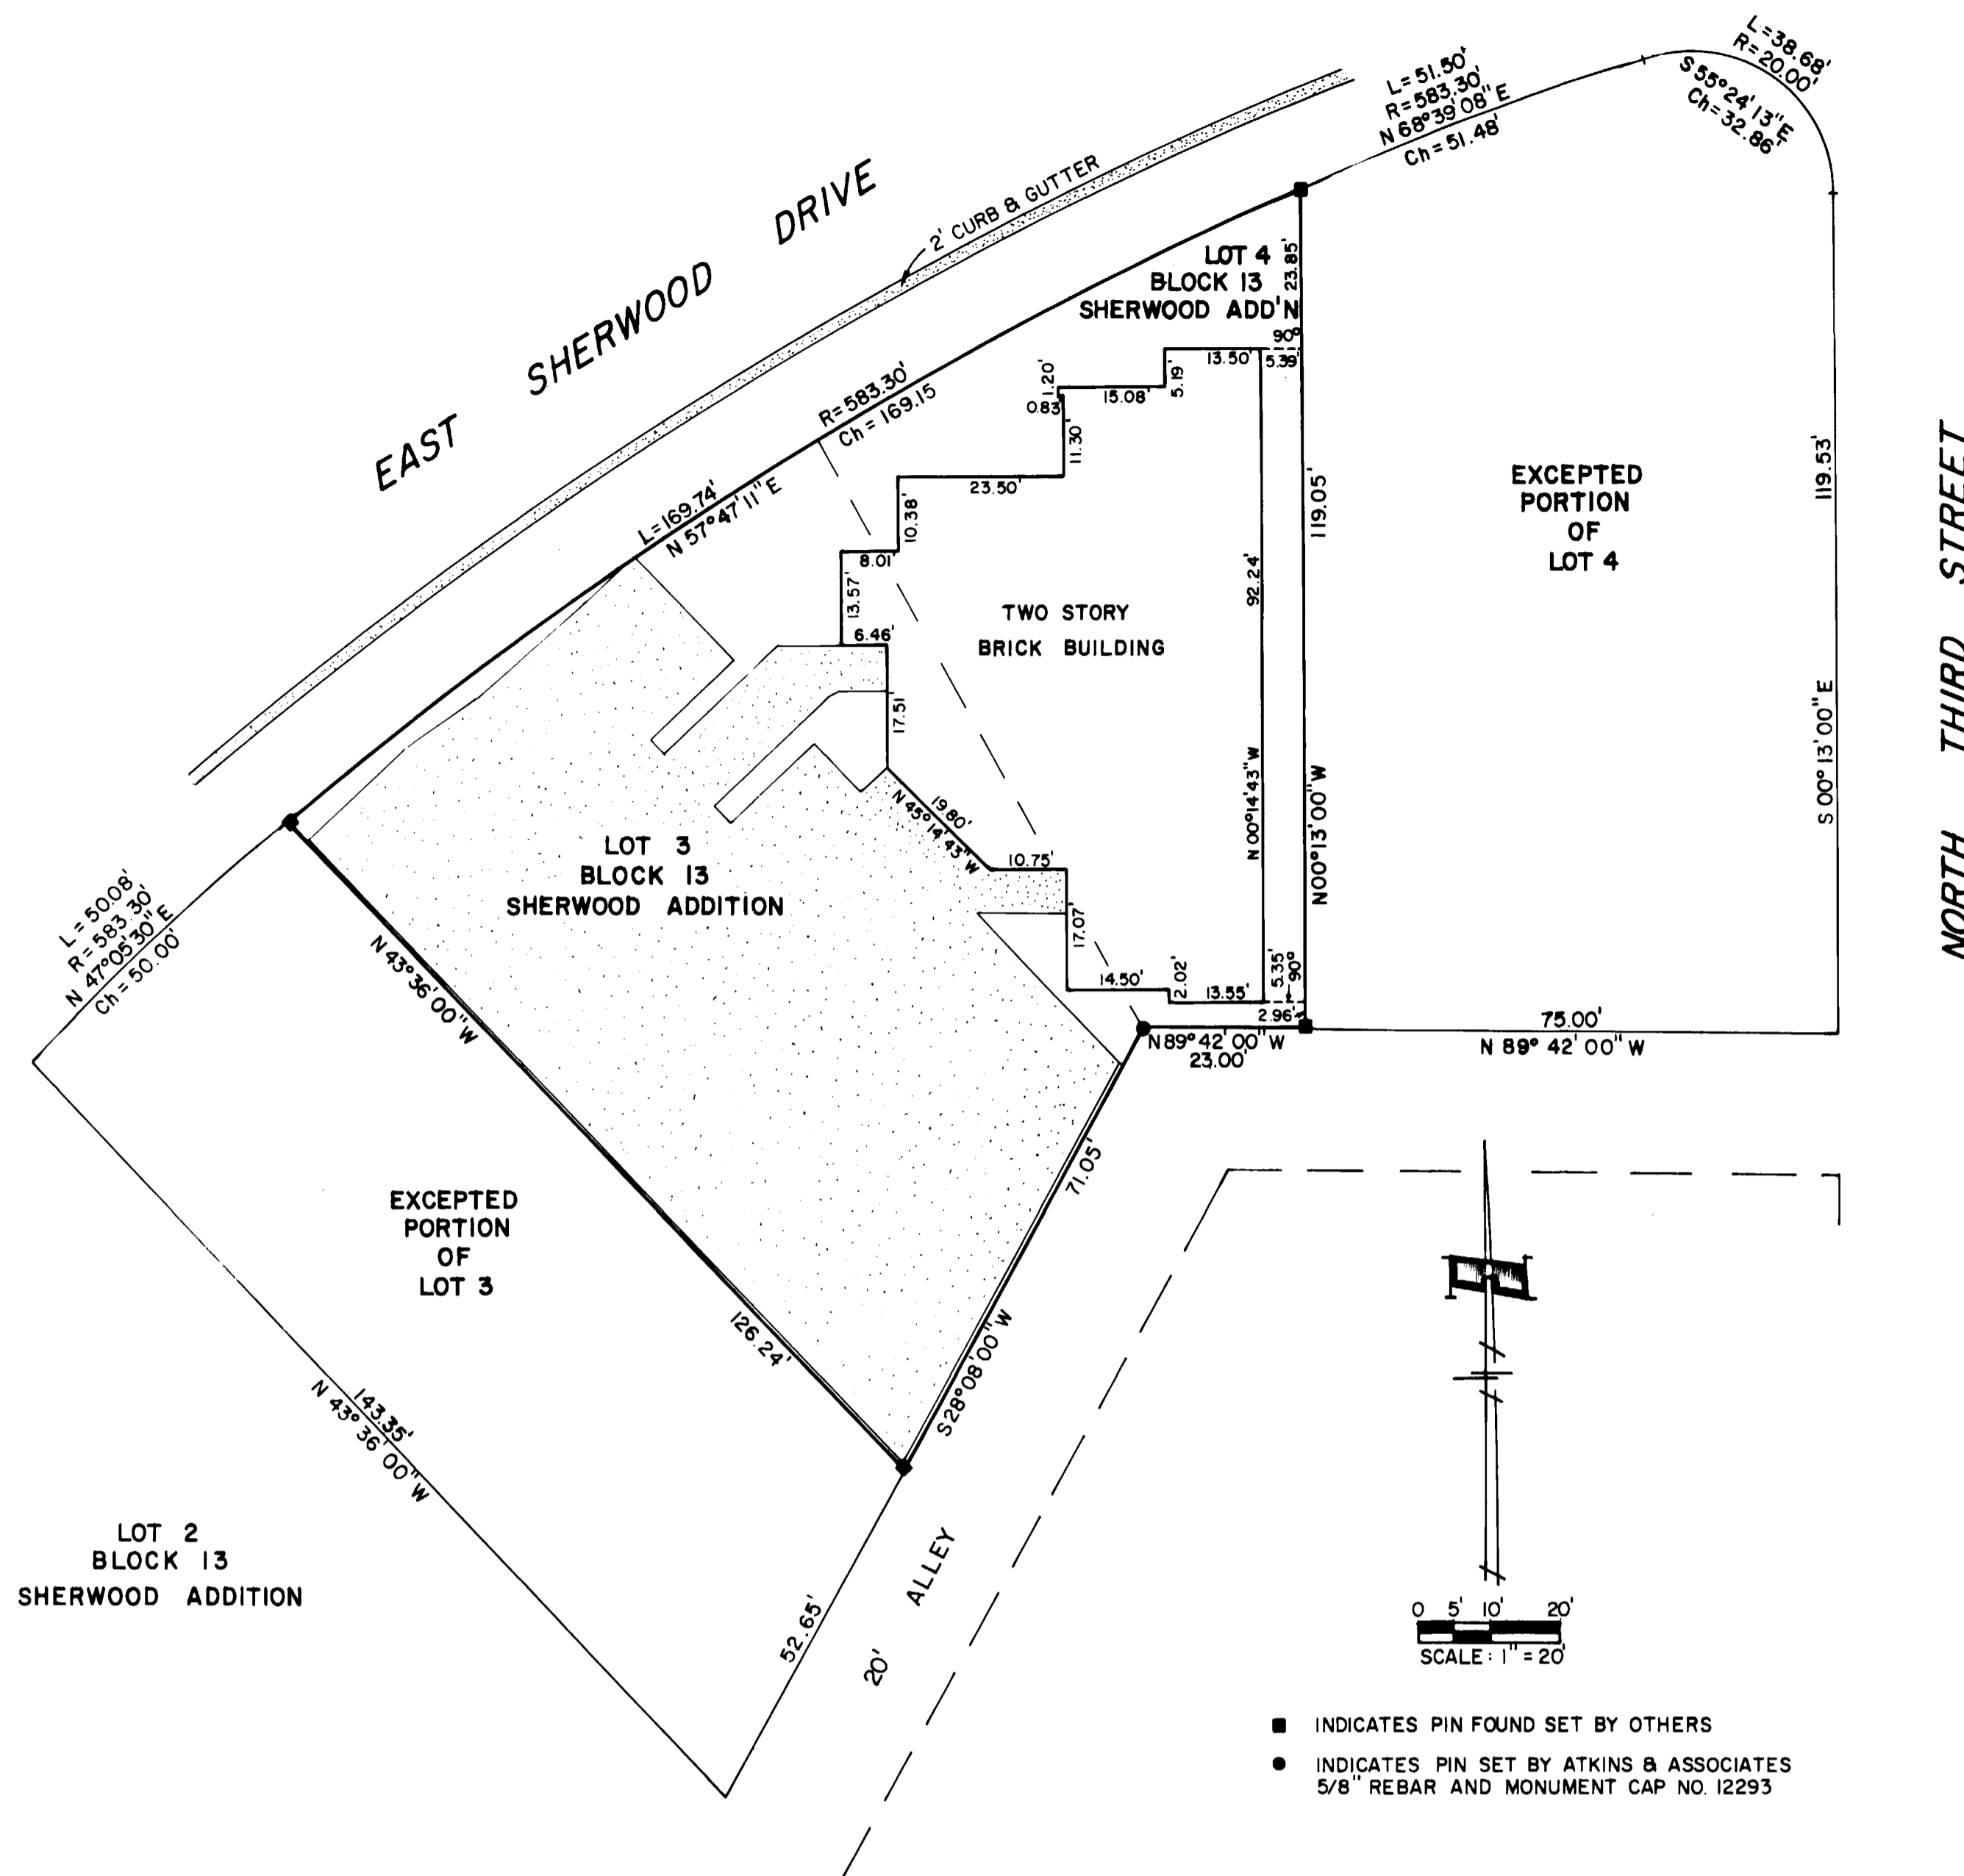 L=38.68'
R=20.00'
S 55°24'13"E
Ch=32.86'
L=51.50'
R=583.30'
N 68°39'08" E
Ch=51.48'
EAST SHERWOOD DRIVE
2' CURB & GUTTER
LOT 4
BLOCK 13
SHERWOOD ADD'N
23.85'
90°
5.39'
13.50'
5.19'
1.20'
15.08'
0.83'
11.30'
R=583.30'
Ch=169.15
L=169.74'
N 57°47'11" E
23.50'
10.38'
8.01'
13.57'
6.46'
17.51
119.05'
92.24'
N00°14'43"W
N00°13'00"W
EXCEPTED
PORTION
OF
LOT 4
119.53'
S 00°13'00" E
NORTH THIRD STREET
TWO STORY
BRICK BUILDING
19.80'
N 45°14'43"W
10.75'
17.07'
14.50'
2.02'
13.55'
5.35'
90°
2.96'
N89°42'00"W
23.00'
75.00'
N 89°42'00"W
LOT 3
BLOCK 13
SHERWOOD ADDITION
L=50.08'
R=583.30'
N 47°05'30"E
Ch=50.00'
N 43°36'00"W
126.24'
71.05'
S28°08'00"W
EXCEPTED
PORTION
OF
LOT 3
143.35'
N 43°36'00"W
LOT 2
BLOCK 13
SHERWOOD ADDITION
52.65'
20' ALLEY
0 5' 10' 20'
SCALE: 1"=20'
INDICATES PIN FOUND SET BY OTHERS
INDICATES PIN SET BY ATKINS & ASSOCIATES
5/8" REBAR AND MONUMENT CAP NO. 12293